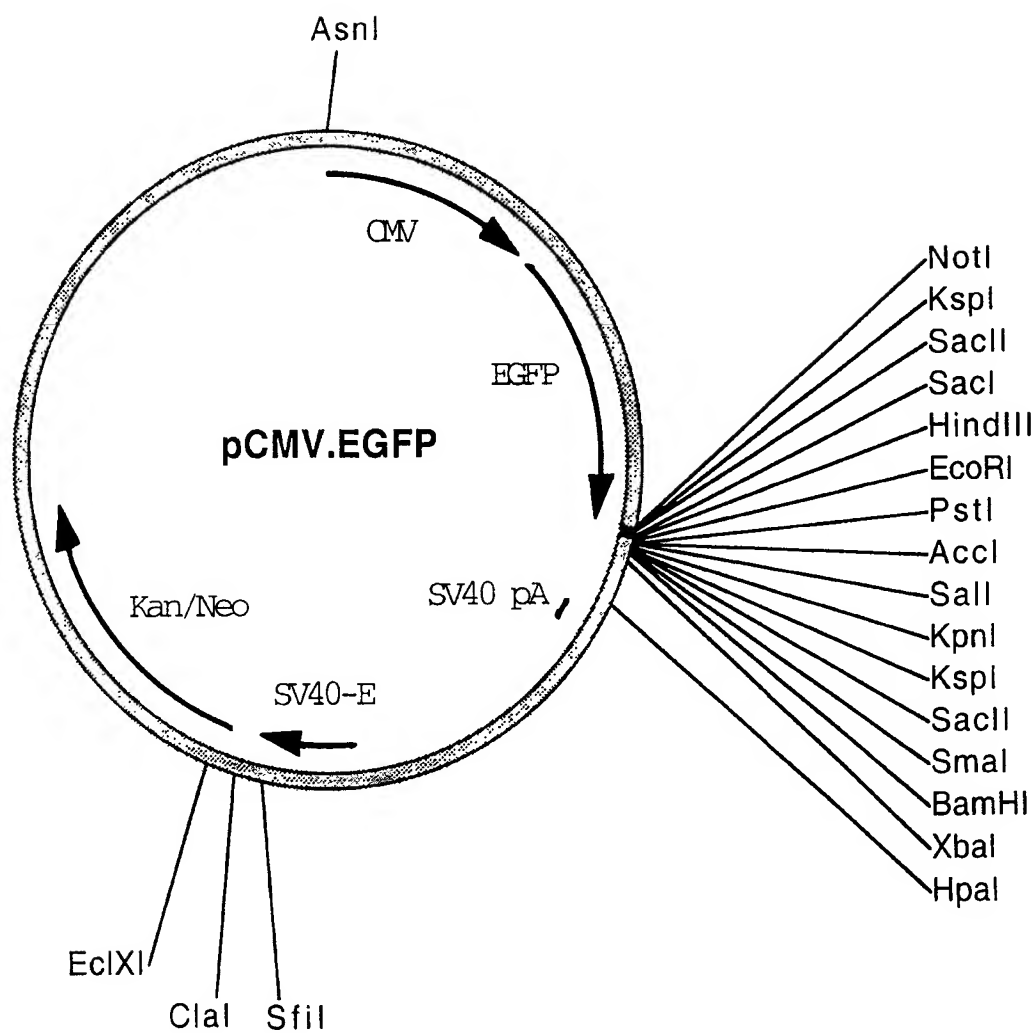 AsnI
CMV
EGFP
pCMV.EGFP
SV40 pA
Kan/Neo
SV40-E
NotI
KspI
SacII
SacI
HindIII
EcoRI
PstI
AccI
SalI
KpnI
KspI
SacII
SmaI
BamHI
XbaI
HpaI
EclXI
ClaI
SfiI